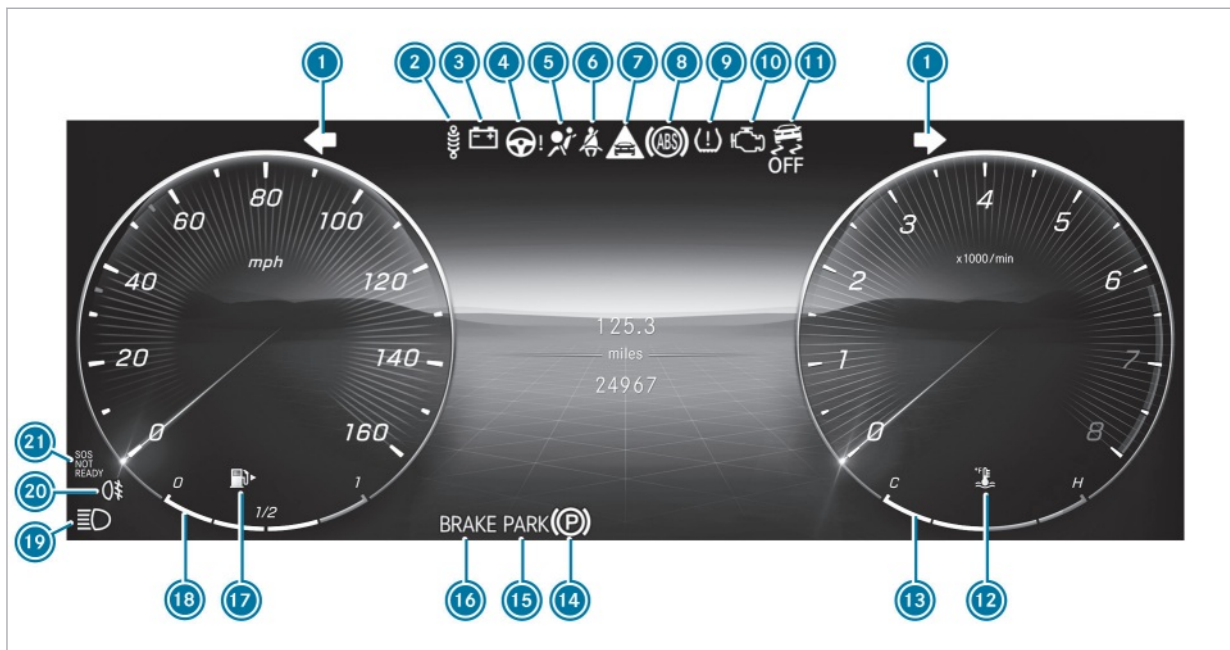 1 2 3 4 5 6 7 8 9 10 11 1
ABS !
! OFF
80 4
60 100 3 5
mph x1000/min
40 120 2 6
125.3
miles
20 140 1 7
24967
0 160 0 8
21 SOS
NOT
READY
0 1 C °F H
20
1/2
19 BRAKE PARK P
18 17 16 15 14 13 12